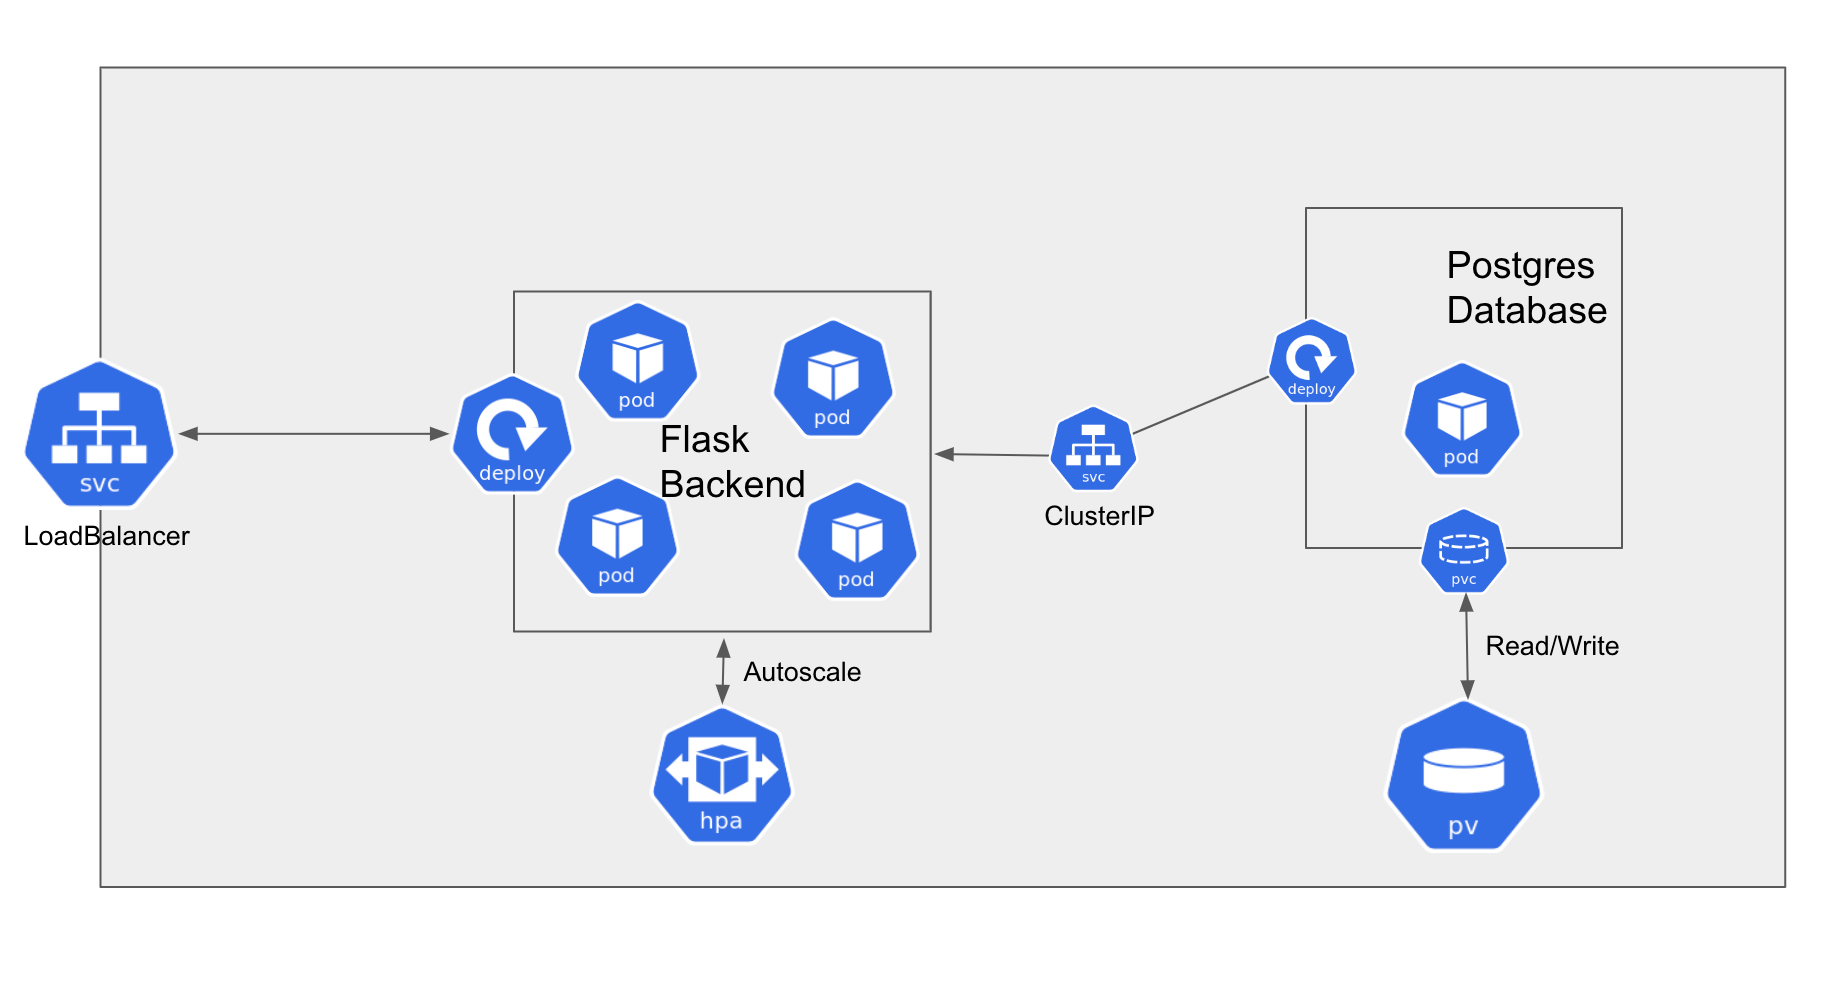 Postgres
Database
deploy
pod
pod
pod
deploy
Flask
Backend
svc
ClusterIP
svc
LoadBalancer
pod
pod
pod
pvc
Read/Write
Autoscale
hpa
pv